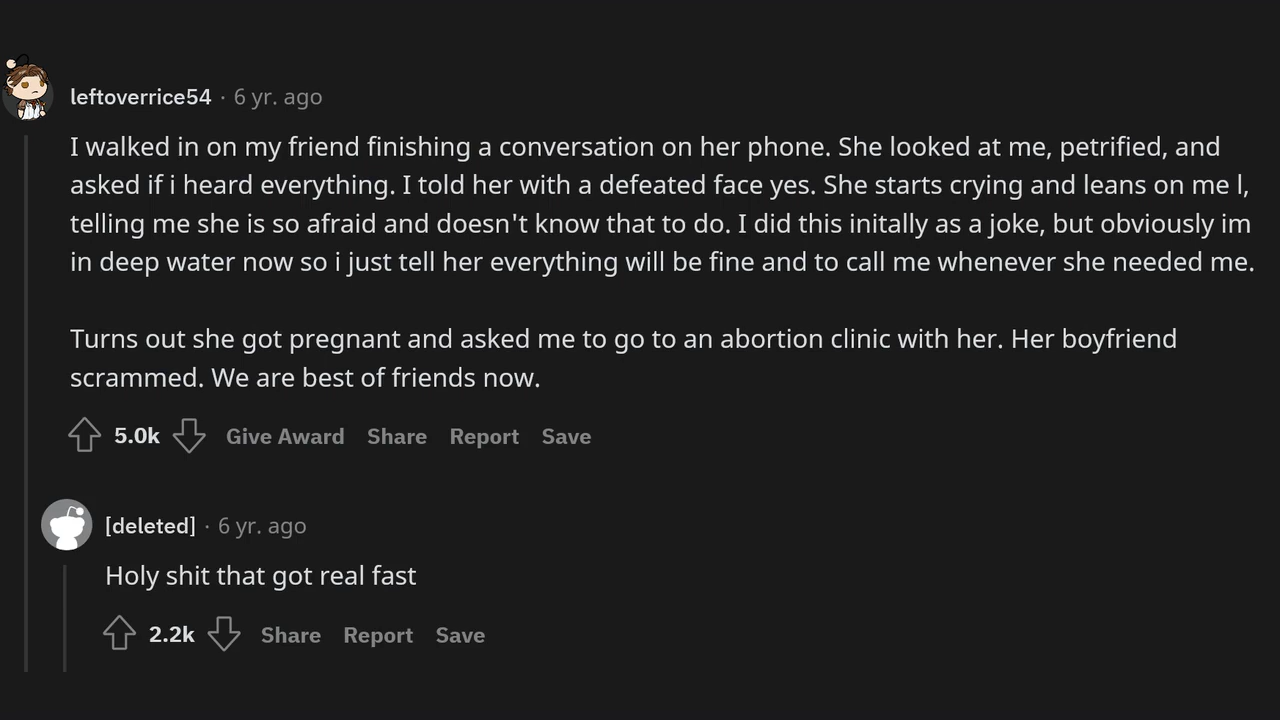 leftoverrice54 · 6 yr. ago
I walked in on my friend finishing a conversation on her phone. She looked at me, petrified, and
asked if i heard everything. I told her with a defeated face yes. She starts crying and leans on me l,
telling me she is so afraid and doesn't know that to do. I did this initally as a joke, but obviously im
in deep water now so i just tell her everything will be fine and to call me whenever she needed me.
Turns out she got pregnant and asked me to go to an abortion clinic with her. Her boyfriend
scrammed. We are best of friends now.
5.0k Give Award Share Report Save
[deleted] · 6 yr. ago
Holy shit that got real fast
2.2k Share Report Save